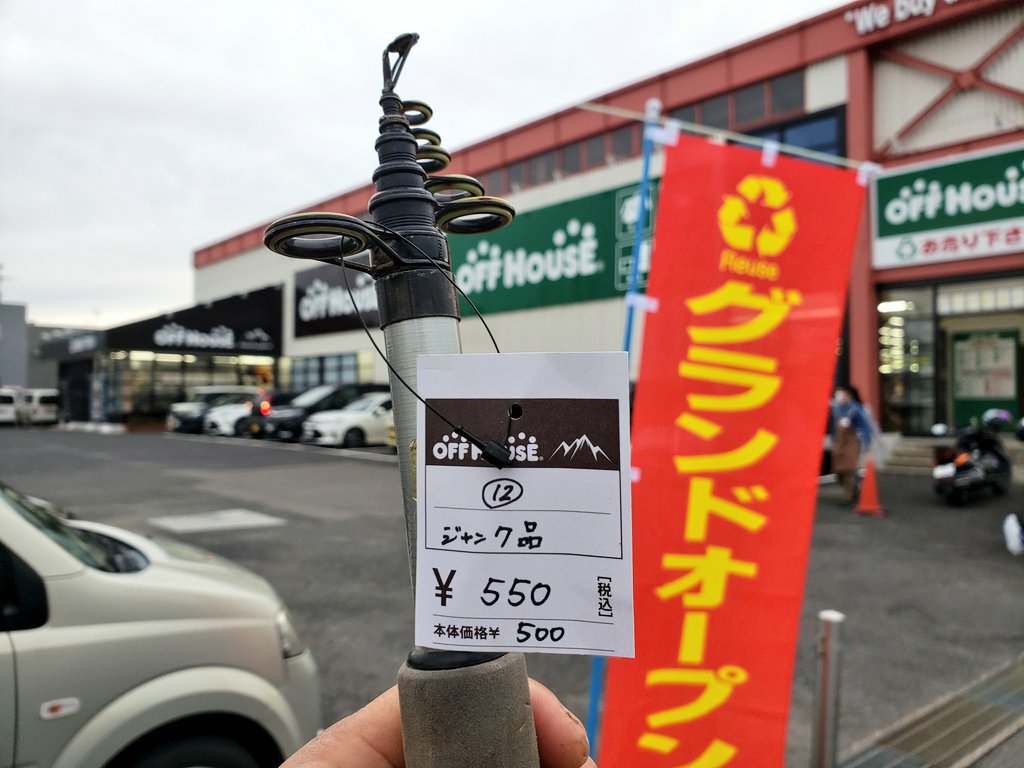 "We buy
OFF HOUSE
OFF HOUSE
OFF HOUSE
OFF HOUSE
お売り下さ
Reuse
グランドオープン
OFF HOUSE
12
ジャンク品
¥ 550 [税込]
本体価格¥ 500